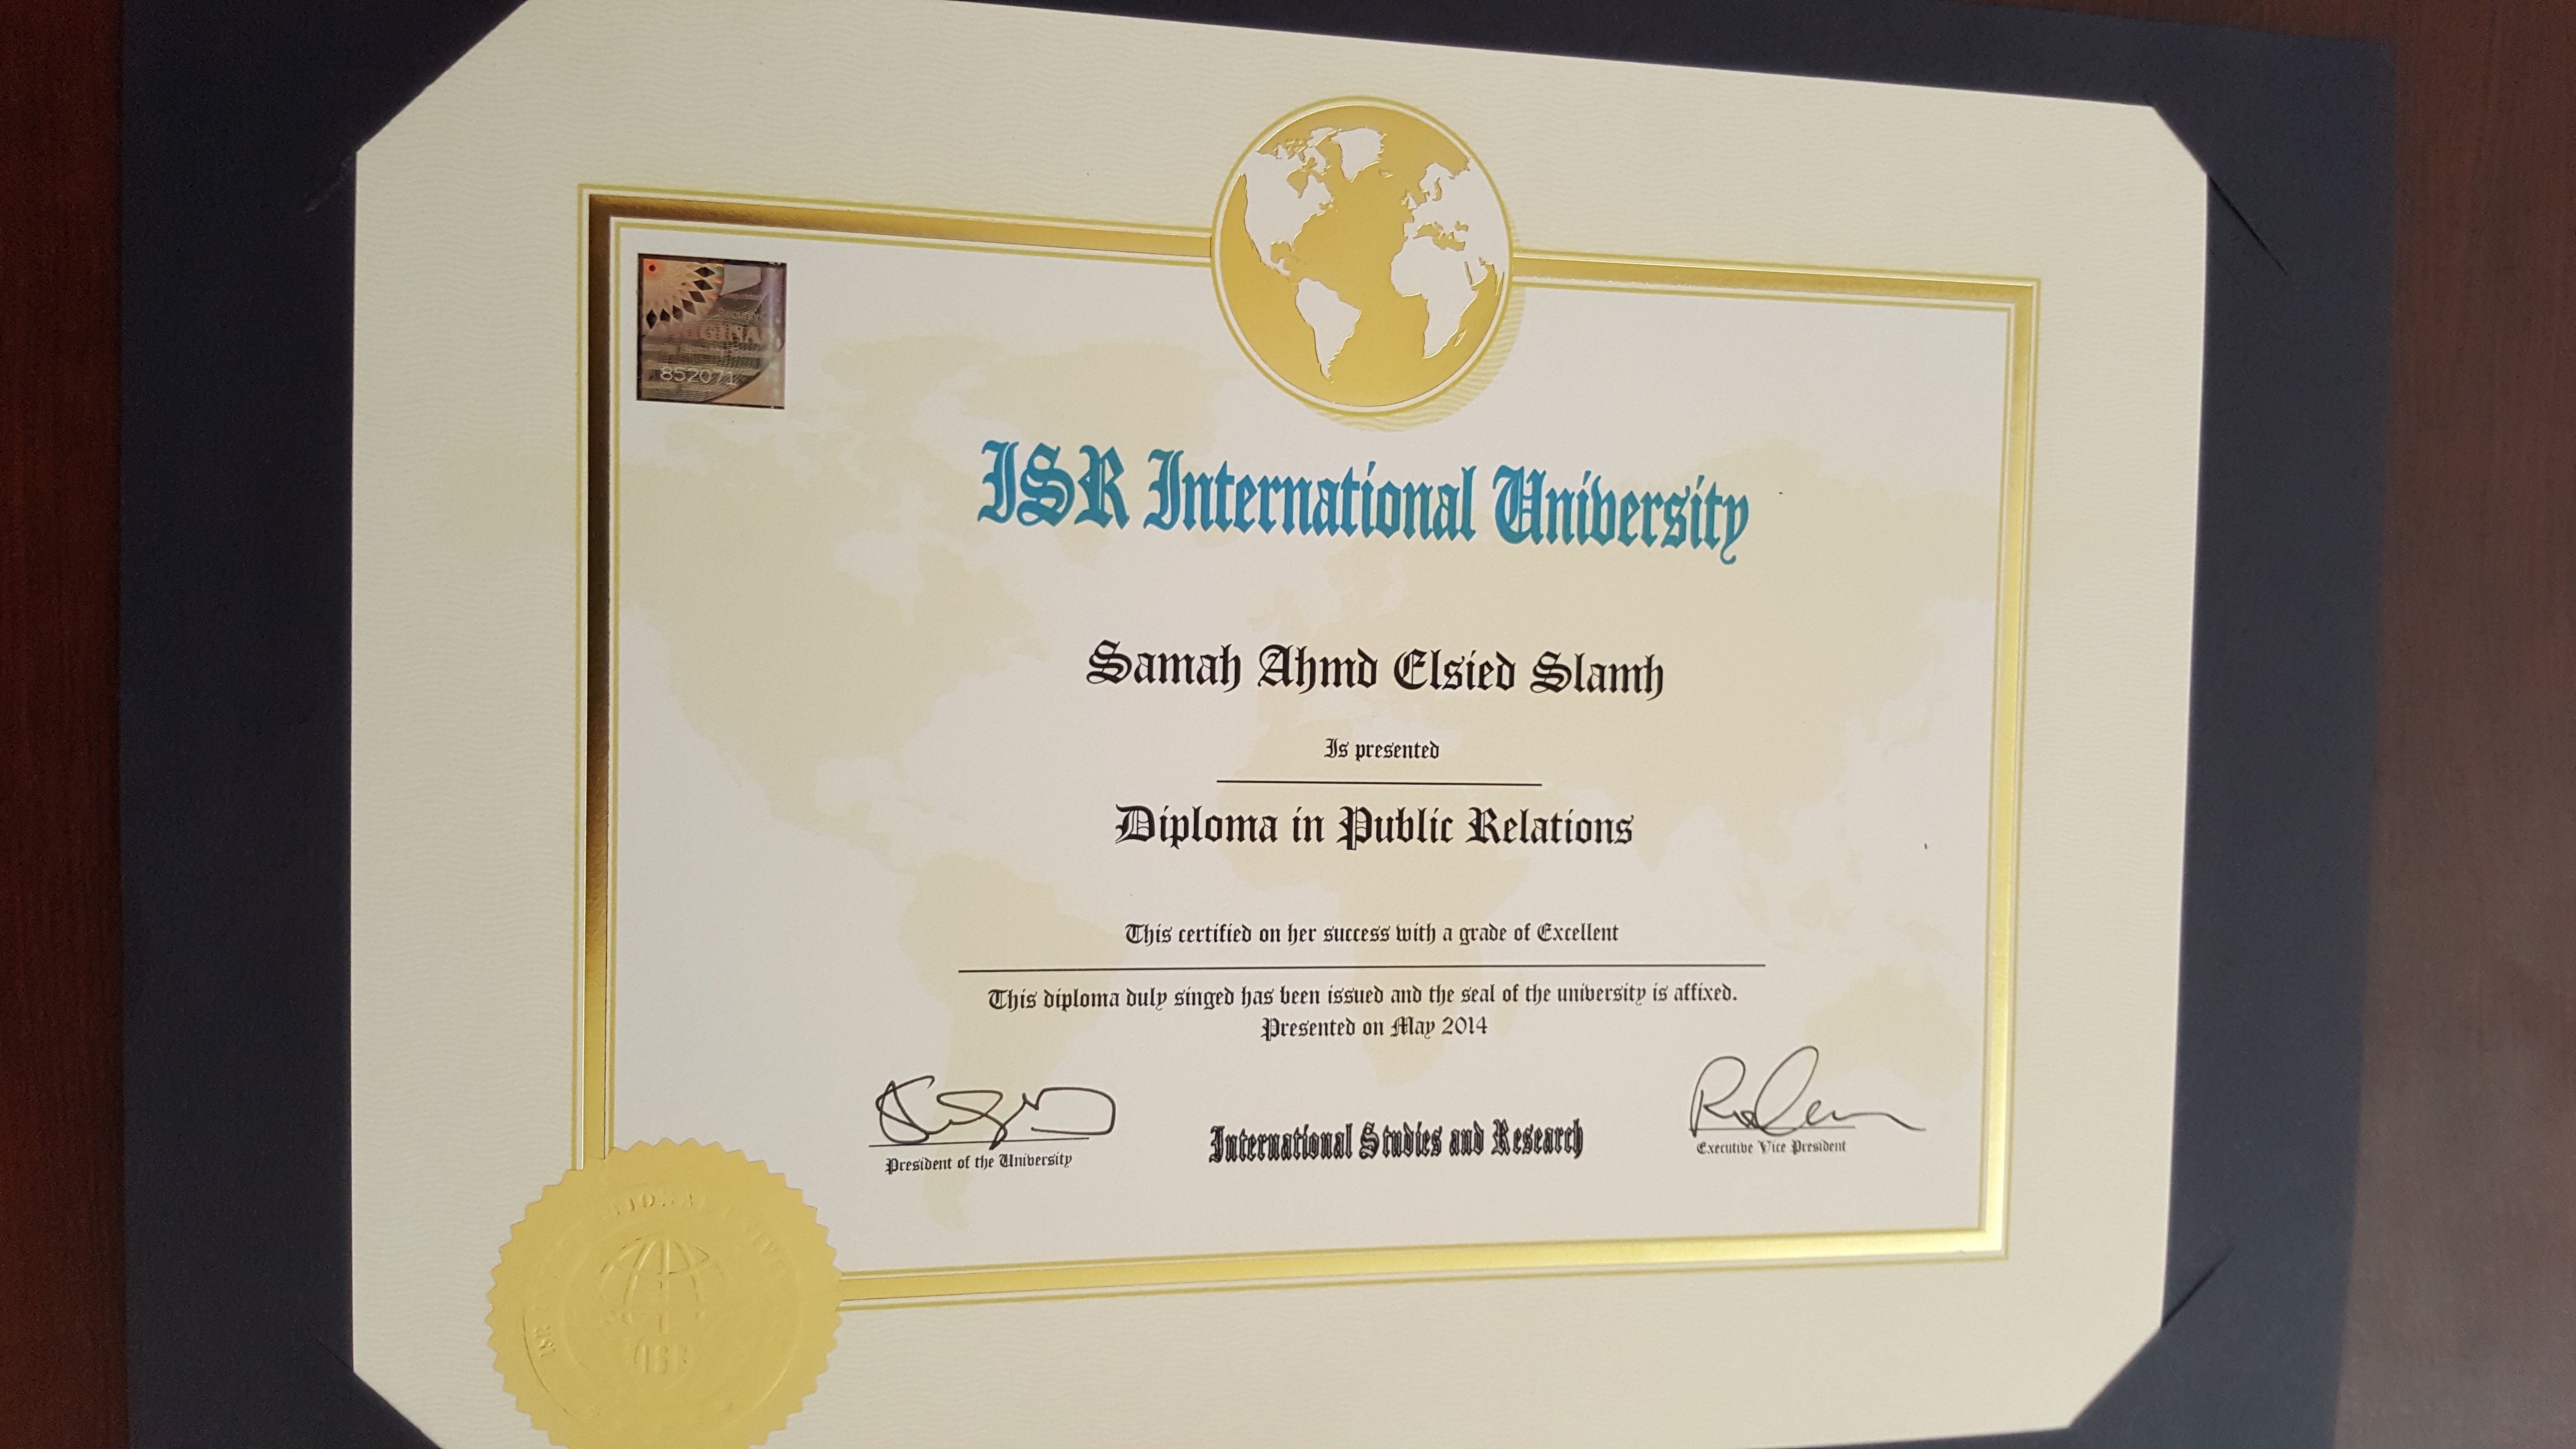 ORIGINAL
852071
ISR International University
Samah Ahmd Elsied Slamh
Is presented
Diploma in Public Relations
This certified on her success with a grade of Excellent
This diploma duly singed has been issued and the seal of the university is affixed.
Presented on May 2014
President of the University
International Studies and Research
Executive Vice President
ISR